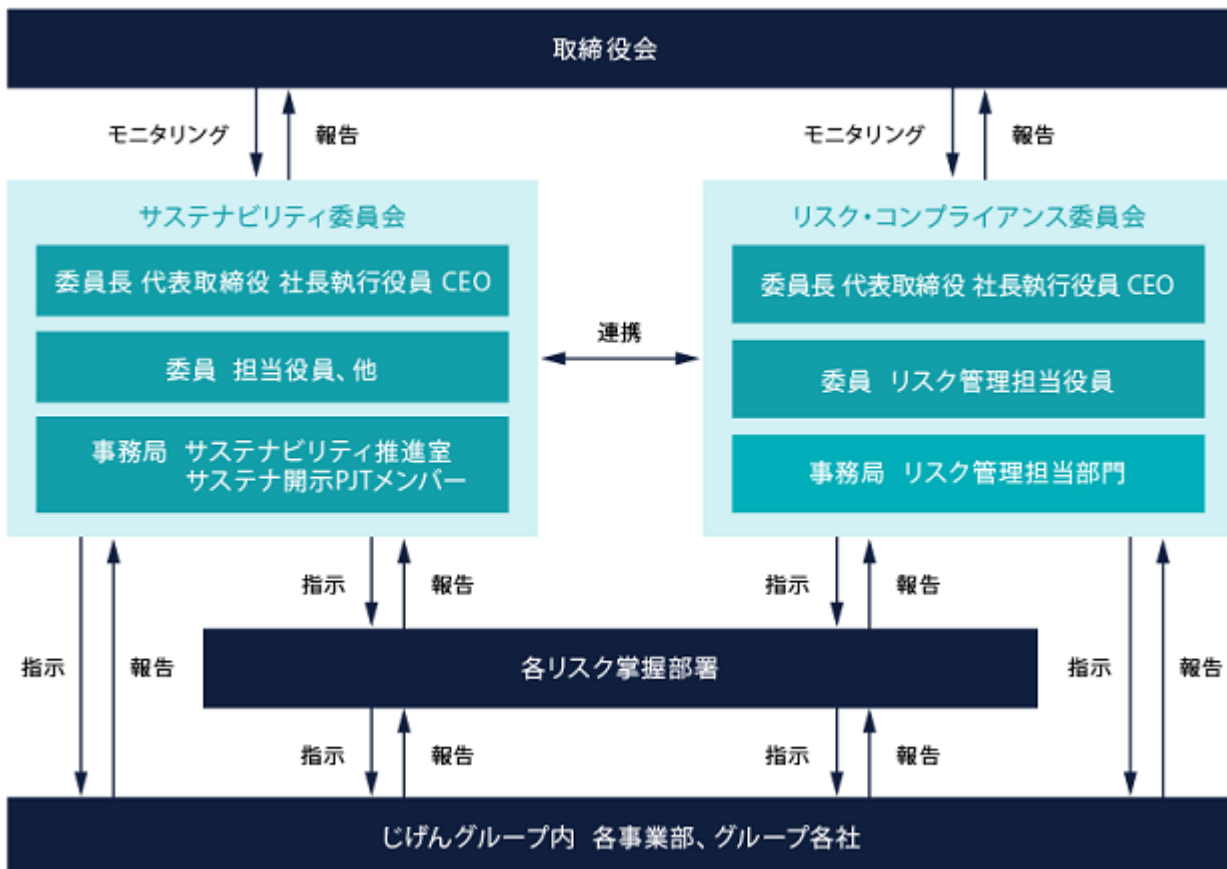 取締役会
モニタリング 報告
モニタリング 報告
サステナビリティ委員会
委員長 代表取締役 社長執行役員 CEO
委員 担当役員、他
事務局 サステナビリティ推進室
サステナ開示PJTメンバー
連携
リスク・コンプライアンス委員会
委員長 代表取締役 社長執行役員 CEO
委員 リスク管理担当役員
事務局 リスク管理担当部門
指示 報告
指示 報告
指示 報告
各リスク掌握部署
指示 報告
指示 報告
指示 報告
じげんグループ内 各事業部、グループ各社